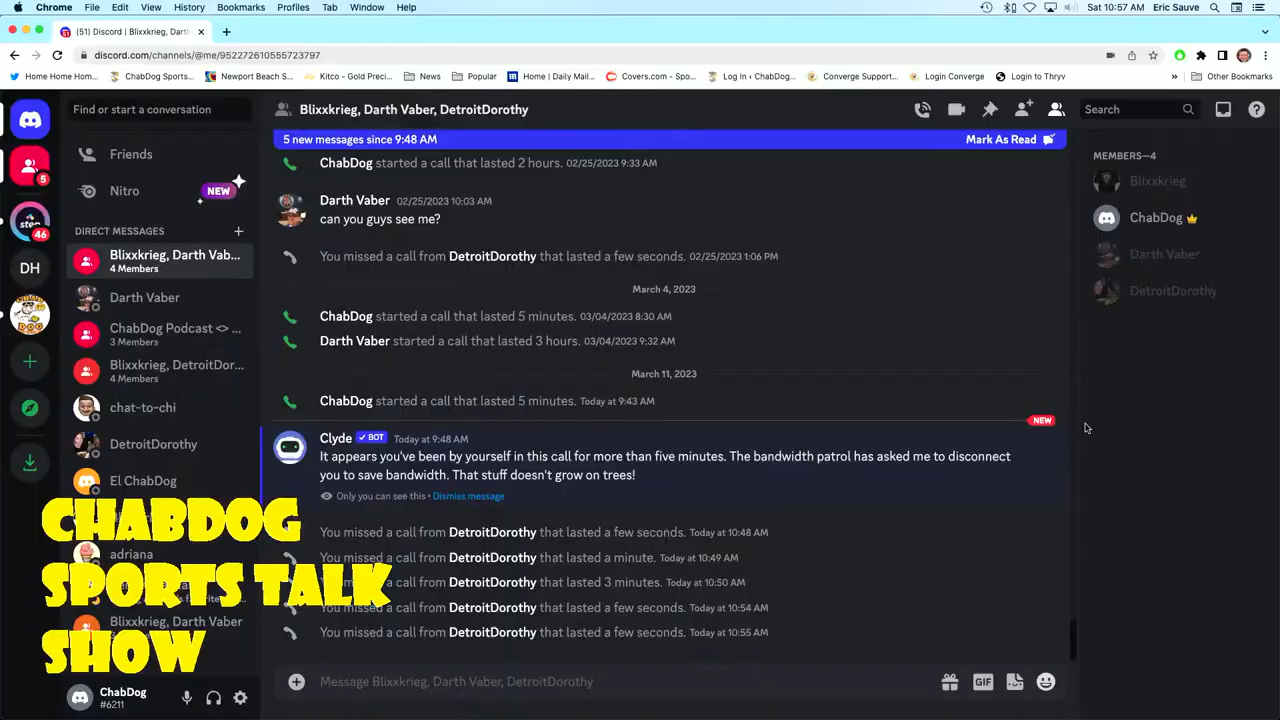 Chrome File Edit View History Bookmarks Profiles Tab Window Help
Sat 10:57 AM Eric Sauve
(51) Discord | Blixxkrieg, Dart
discord.com/channels/@me/952272610555723797
Home Home Hom... ChabDog Sports... Newport Beach S... Kitco - Gold Preci... News Popular Home | Daily Mail... Covers.com - Spo... Log In ‹ ChabDog... Converge Support... Login Converge Login to Thryv » Other Bookmarks
Find or start a conversation
Friends
Nitro NEW
DIRECT MESSAGES
5
46
DH
Blixxkrieg, Darth Vab...
4 Members
Darth Vaber
ChabDog Podcast <> ...
3 Members
Blixxkrieg, DetroitDor...
4 Members
chat-to-chi
DetroitDorothy
El ChabDog
adriana
Blixxkrieg, Darth Vaber
CHABDOG
SPORTS TALK
SHOW
ChabDog
#6211
Blixxkrieg, Darth Vaber, DetroitDorothy
Search
5 new messages since 9:48 AM Mark As Read
ChabDog started a call that lasted 2 hours. 02/25/2023 9:33 AM
Darth Vaber 02/25/2023 10:03 AM
can you guys see me?
You missed a call from DetroitDorothy that lasted a few seconds. 02/25/2023 1:06 PM
March 4, 2023
ChabDog started a call that lasted 5 minutes. 03/04/2023 8:30 AM
Darth Vaber started a call that lasted 3 hours. 03/04/2023 9:32 AM
March 11, 2023
ChabDog started a call that lasted 5 minutes. Today at 9:43 AM
NEW
Clyde BOT Today at 9:48 AM
It appears you've been by yourself in this call for more than five minutes. The bandwidth patrol has asked me to disconnect
you to save bandwidth. That stuff doesn't grow on trees!
Only you can see this • Dismiss message
You missed a call from DetroitDorothy that lasted a few seconds. Today at 10:48 AM
You missed a call from DetroitDorothy that lasted a minute. Today at 10:49 AM
missed a call from DetroitDorothy that lasted 3 minutes. Today at 10:50 AM
missed a call from DetroitDorothy that lasted a few seconds. Today at 10:54 AM
You missed a call from DetroitDorothy that lasted a few seconds. Today at 10:55 AM
Message Blixxkrieg, Darth Vaber, DetroitDorothy
GIF
MEMBERS—4
Blixxkrieg
ChabDog
Darth Vaber
DetroitDorothy